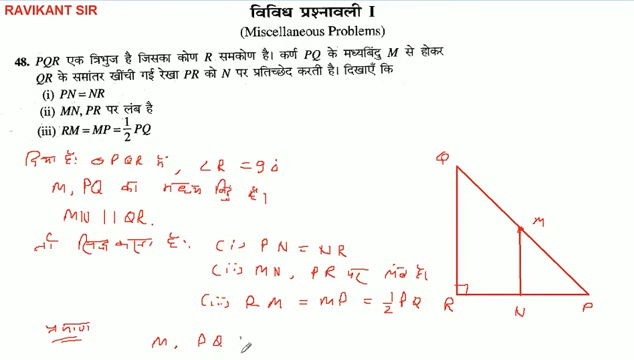 RAVIKANT SIR
विविध प्रश्नावली I
(Miscellaneous Problems)
48. PQR एक त्रिभुज है जिसका कोण R समकोण है। कर्ण PQ के मध्यबिंदु M से होकर
QR के समांतर खींची गई रेखा PR को N पर प्रतिच्छेद करती है। दिखाएँ कि
(i) PN = NR
(ii) MN, PR पर लंब है
(iii) RM = MP = 1/2 PQ
दिया है: △PQR में, ∠R = 90
M, PQ का मध्य बिंदु है।
MN || QR.
तो सिद्ध करना है: (i) PN = NR
(ii) MN, PR पर लंब है।
(iii) RM = MP = 1/2 PQ
प्रमाण
M, PQ
Q
M
R
N
P